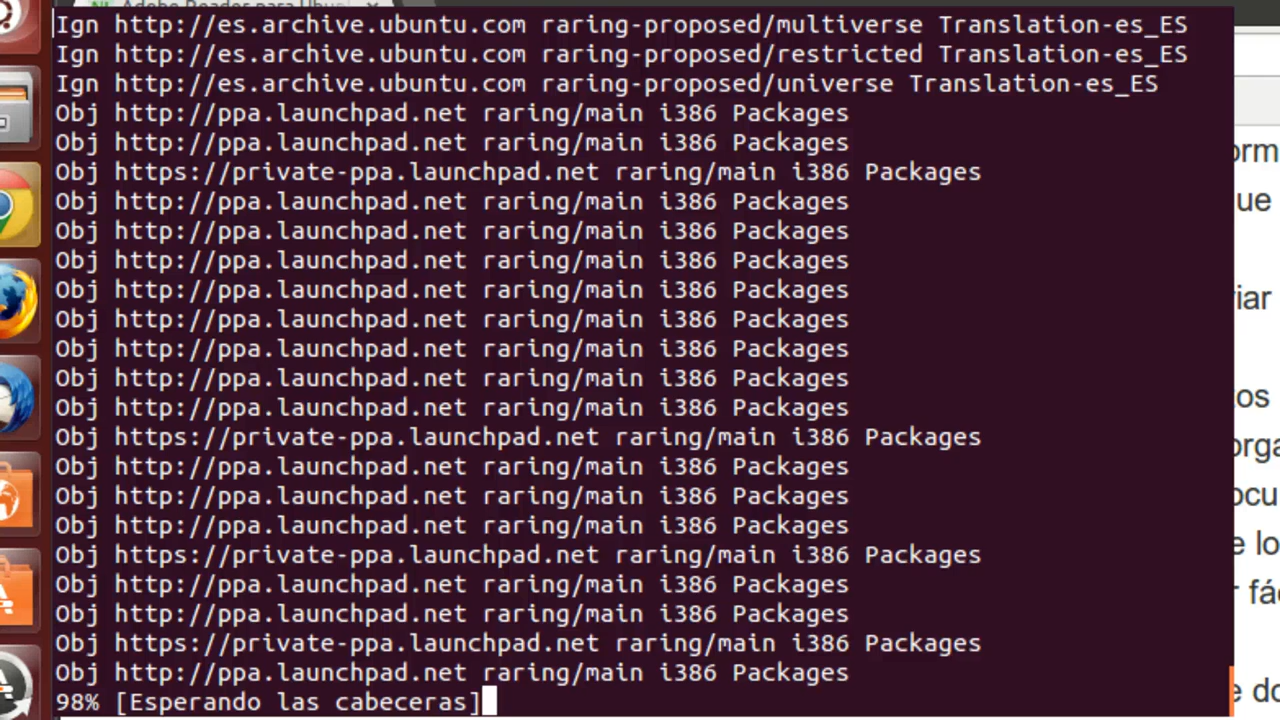 Adobe Reader para Ubu
Ign http://es.archive.ubuntu.com raring-proposed/multiverse Translation-es_ES
Ign http://es.archive.ubuntu.com raring-proposed/restricted Translation-es_ES
Ign http://es.archive.ubuntu.com raring-proposed/universe Translation-es_ES
Obj http://ppa.launchpad.net raring/main i386 Packages
Obj http://ppa.launchpad.net raring/main i386 Packages
Obj https://private-ppa.launchpad.net raring/main i386 Packages
Obj http://ppa.launchpad.net raring/main i386 Packages
Obj http://ppa.launchpad.net raring/main i386 Packages
Obj http://ppa.launchpad.net raring/main i386 Packages
Obj http://ppa.launchpad.net raring/main i386 Packages
Obj http://ppa.launchpad.net raring/main i386 Packages
Obj http://ppa.launchpad.net raring/main i386 Packages
Obj http://ppa.launchpad.net raring/main i386 Packages
Obj http://ppa.launchpad.net raring/main i386 Packages
Obj https://private-ppa.launchpad.net raring/main i386 Packages
Obj http://ppa.launchpad.net raring/main i386 Packages
Obj http://ppa.launchpad.net raring/main i386 Packages
Obj http://ppa.launchpad.net raring/main i386 Packages
Obj https://private-ppa.launchpad.net raring/main i386 Packages
Obj http://ppa.launchpad.net raring/main i386 Packages
Obj http://ppa.launchpad.net raring/main i386 Packages
Obj https://private-ppa.launchpad.net raring/main i386 Packages
Obj http://ppa.launchpad.net raring/main i386 Packages
98% [Esperando las cabeceras]